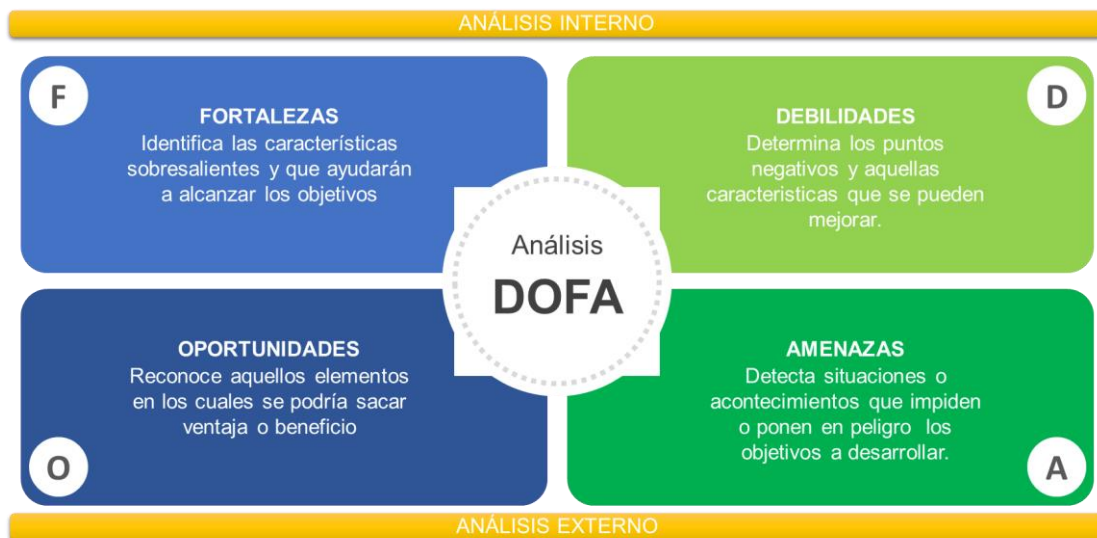 ANÁLISIS INTERNO
F
FORTALEZAS
Identifica las características
sobresalientes y que ayudarán
a alcanzar los objetivos
D
DEBILIDADES
Determina los puntos
negativos y aquellas
caracteristicas que se pueden
mejorar.
Análisis
DOFA
OPORTUNIDADES
Reconoce aquellos elementos
en los cuales se podría sacar
ventaja o beneficio
O
AMENAZAS
Detecta situaciones o
acontecimientos que impiden
o ponen en peligro los
objetivos a desarrollar.
A
ANÁLISIS EXTERNO